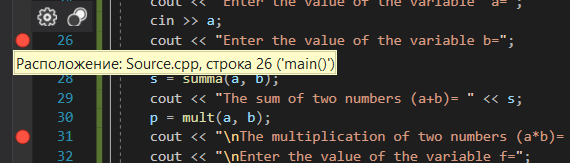 cout << "Enter the value of the variable a=";
cin >> a;
26 cout << "Enter the value of the variable b=";
Расположение: Source.cpp, строка 26 ('main()')
28 s = summa(a, b);
29 cout << "The sum of two numbers (a+b)= " << s;
30 p = mult(a, b);
31 cout << "\nThe multiplication of two numbers (a*b)=
32 cout << "\nEnter the value of the variable f=";